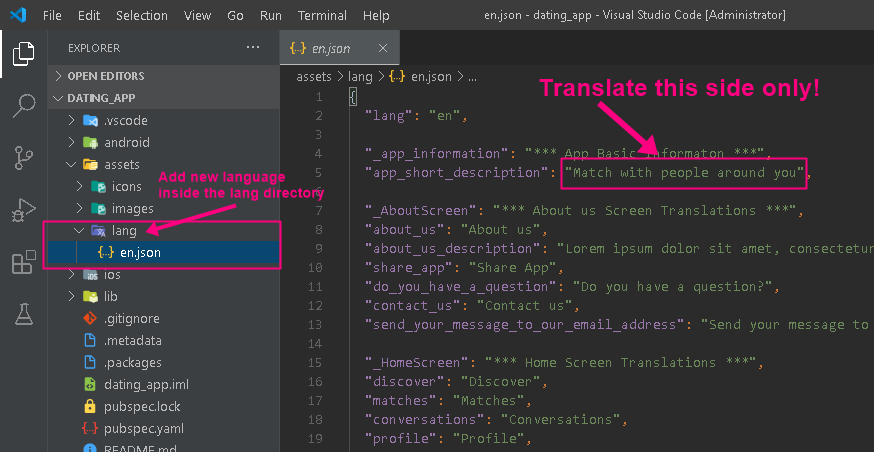 File Edit Selection View Go Run Terminal Help en.json - dating_app - Visual Studio Code [Administrator]
EXPLORER ···
OPEN EDITORS
DATING_APP
.vscode
android
assets
icons
images
lang
en.json
ios
lib
.gitignore
.metadata
.packages
dating_app.iml
pubspec.lock
pubspec.yaml
README.md
Add new language
inside the lang directory
{..} en.json ×
assets > lang > {..} en.json > ...
Translate this side only!
1 {
2 "lang": "en",
3
4 "_app_information": "*** App Basic Informaton ***",
5 "app_short_description": "Match with people around you",
6
7 "_AboutScreen": "*** About us Screen Translations ***",
8 "about_us": "About us",
9 "about_us_description": "Lorem ipsum dolor sit amet, consectetur
10 "share_app": "Share App",
11 "do_you_have_a_question": "Do you have a question?",
12 "contact_us": "Contact us",
13 "send_your_message_to_our_email_address": "Send your message to
14
15 "_HomeScreen": "*** Home Screen Translations ***",
16 "discover": "Discover",
17 "matches": "Matches",
18 "conversations": "Conversations",
19 "profile": "Profile",